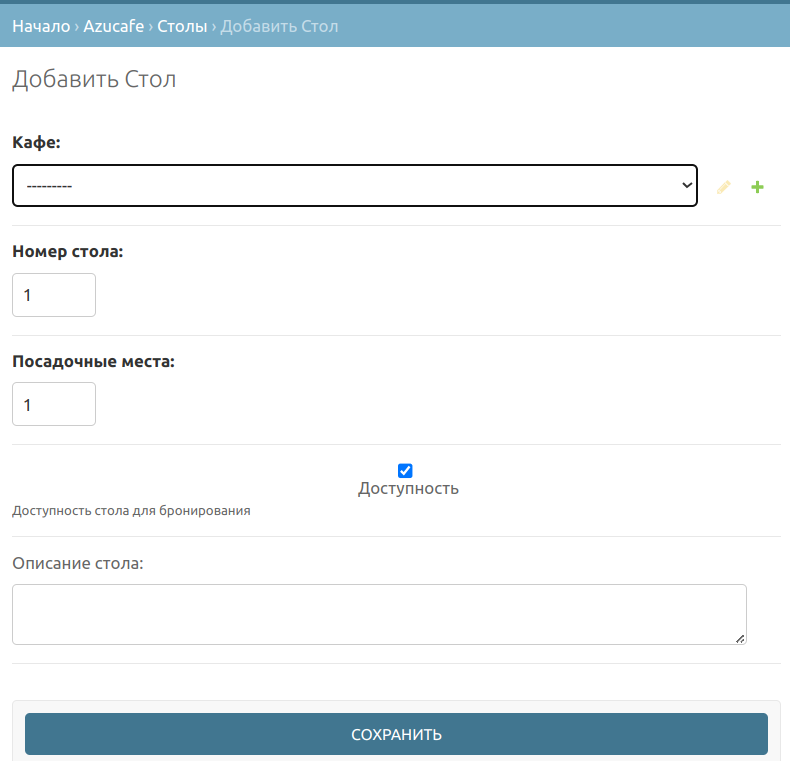 Начало › Azucafe › Столы › Добавить Стол
Добавить Стол
Кафе:
---------
Номер стола:
1
Посадочные места:
1
Доступность
Доступность стола для бронирования
Описание стола:
СОХРАНИТЬ